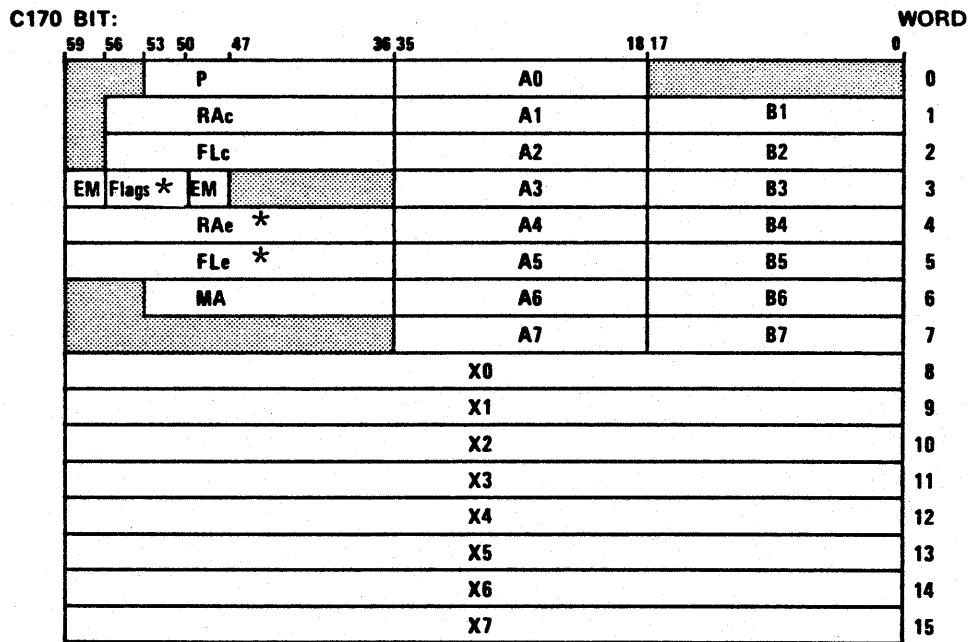 C170 BIT: WORD
59 56 53 50 47 36 35 18 17 0
P A0 0
RAc A1 B1 1
FLc A2 B2 2
EM Flags * EM A3 B3 3
RAe * A4 B4 4
FLe * A5 B5 5
MA A6 B6 6
A7 B7 7
X0 8
X1 9
X2 10
X3 11
X4 12
X5 13
X6 14
X7 15